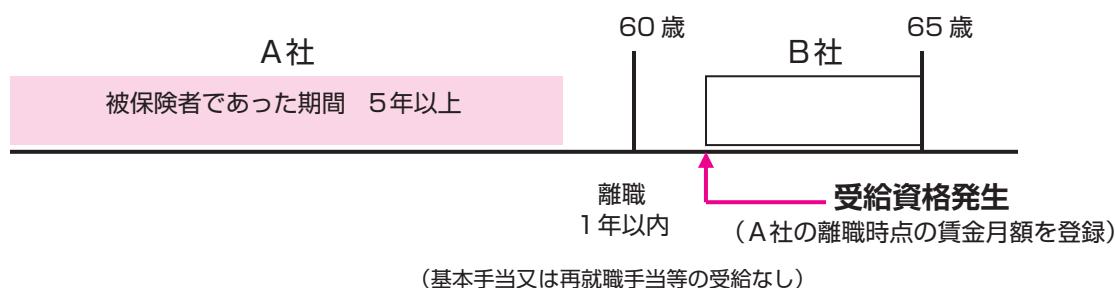 60歳
65歳
A社
B社
被保険者であった期間　5年以上
離職
1年以内
受給資格発生
（A社の離職時点の賃金月額を登録）
（基本手当又は再就職手当等の受給なし）